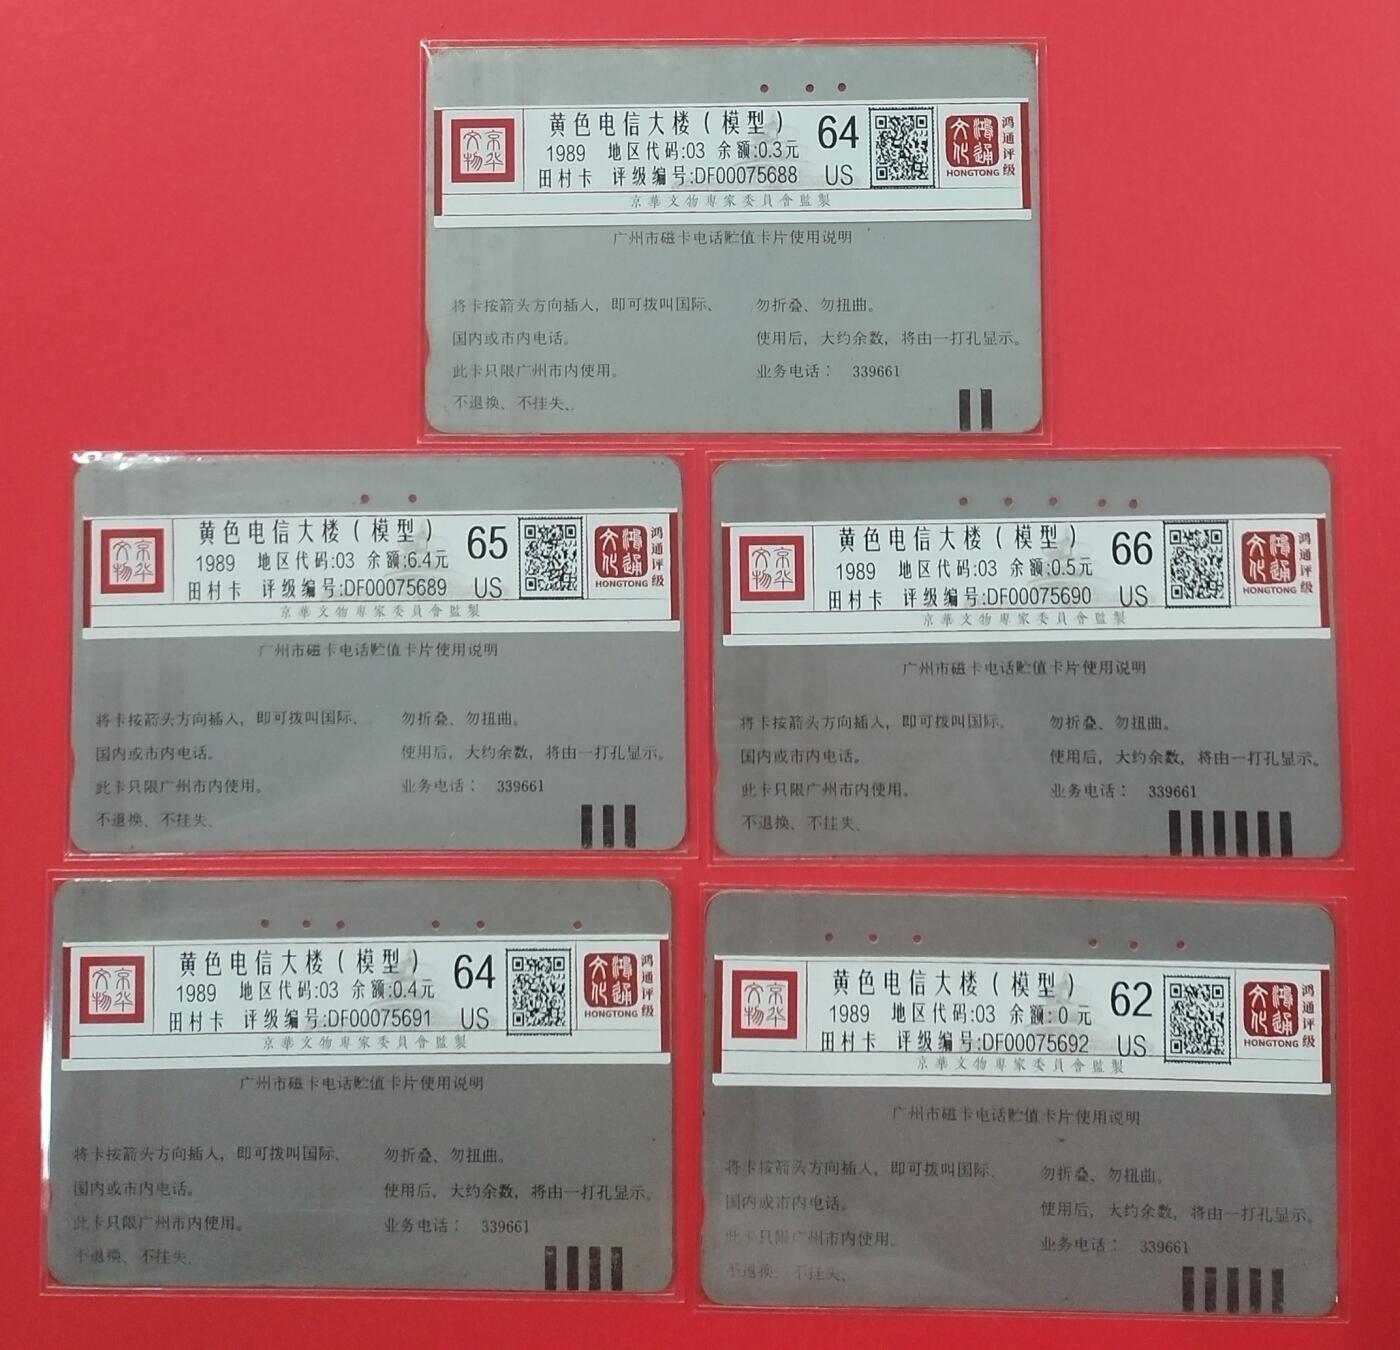 京华文物
黄色电信大楼(模型)
1989 地区代码:03 余额:0.3元
田村卡 评级编号:DF00075688
64
US
鸿通文化
HONGTONG
鸿通评级
京華文物專家委員會監製
广州市磁卡电话贮值卡片使用说明
将卡按箭头方向插入，即可拨叫国际、
国内或市内电话。
此卡只限广州市内使用。
不退换、不挂失、
勿折叠、勿扭曲。
使用后，大约余数，将由一打孔显示。
业务电话： 339661
京华文物
黄色电信大楼(模型)
1989 地区代码:03 余额:6.4元
田村卡 评级编号:DF00075689
65
US
鸿通文化
HONGTONG
鸿通评级
京華文物專家委員會監製
广州市磁卡电话贮值卡片使用说明
将卡按箭头方向插入，即可拨叫国际、
国内或市内电话。
此卡只限广州市内使用。
不退换、不挂失、
勿折叠、勿扭曲。
使用后，大约余数，将由一打孔显示。
业务电话： 339661
京华文物
黄色电信大楼(模型)
1989 地区代码:03 余额:0.5元
田村卡 评级编号:DF00075690
66
US
鸿通文化
HONGTONG
鸿通评级
京華文物專家委員會監製
广州市磁卡电话贮值卡片使用说明
将卡按箭头方向插入，即可拨叫国际、
国内或市内电话。
此卡只限广州市内使用。
不退换、不挂失、
勿折叠、勿扭曲。
使用后，大约余数，将由一打孔显示。
业务电话： 339661
京华文物
黄色电信大楼(模型)
1989 地区代码:03 余额:0.4元
田村卡 评级编号:DF00075691
64
US
鸿通文化
HONGTONG
鸿通评级
京華文物專家委員會監製
广州市磁卡电话贮值卡片使用说明
将卡按箭头方向插入，即可拨叫国际、
国内或市内电话。
此卡只限广州市内使用。
不退换、不挂失、
勿折叠、勿扭曲。
使用后，大约余数，将由一打孔显示。
业务电话： 339661
京华文物
黄色电信大楼(模型)
1989 地区代码:03 余额:0 元
田村卡 评级编号:DF00075692
62
US
鸿通文化
HONGTONG
鸿通评级
京華文物專家委員會監製
广州市磁卡电话贮值卡片使用说明
将卡按箭头方向插入，即可拨叫国际、
国内或市内电话。
此卡只限广州市内使用。
不退换、不挂失、
勿折叠、勿扭曲。
使用后，大约余数，将由一打孔显示。
业务电话： 339661